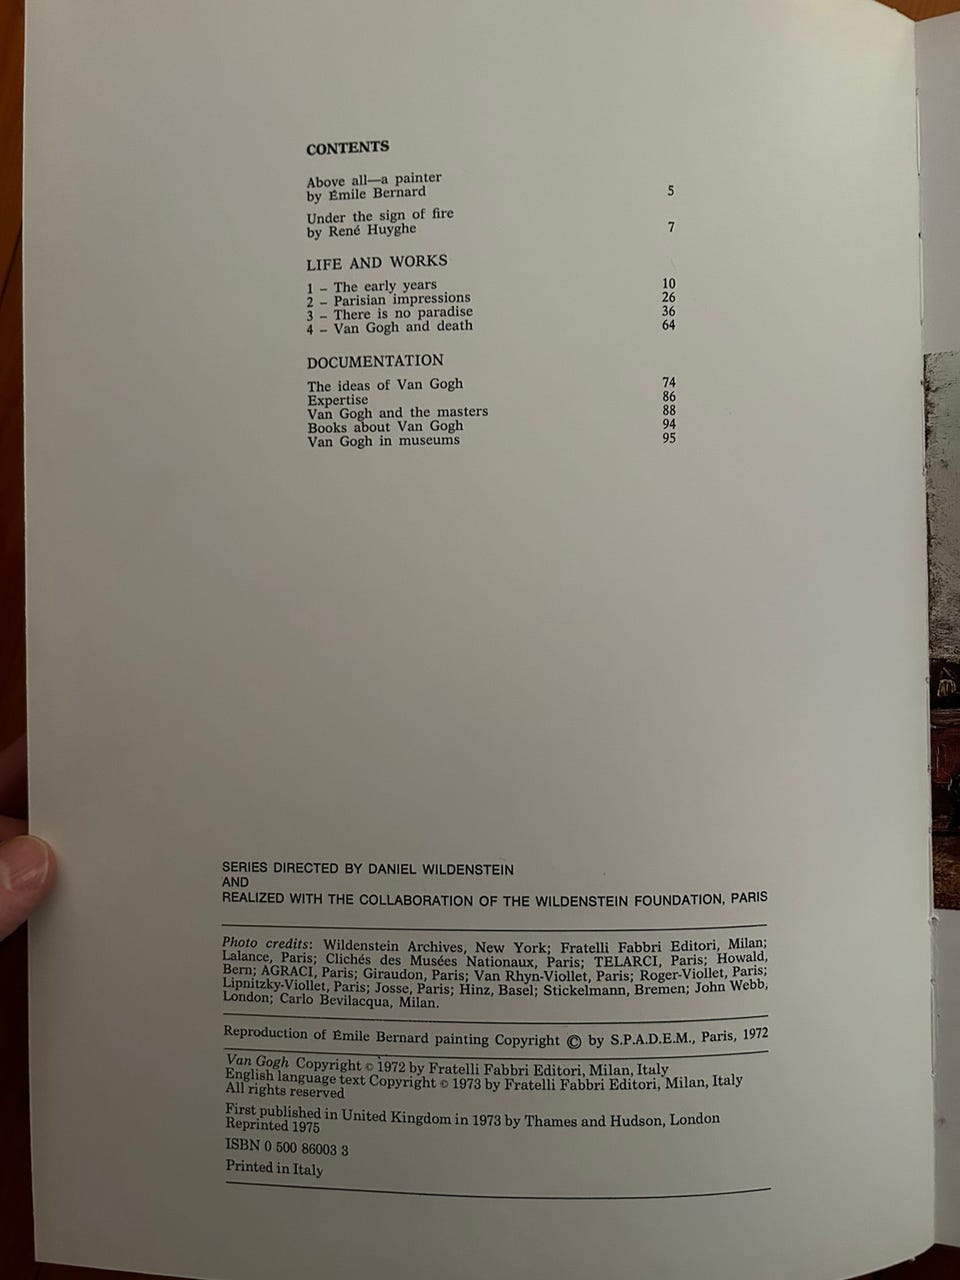 CONTENTS
Above all—a painter
by Émile Bernard 5
Under the sign of fire
by René Huyghe 7
LIFE AND WORKS
1 – The early years 10
2 – Parisian impressions 26
3 – There is no paradise 36
4 – Van Gogh and death 64
DOCUMENTATION
The ideas of Van Gogh 74
Expertise 86
Van Gogh and the masters 88
Books about Van Gogh 94
Van Gogh in museums 95
SERIES DIRECTED BY DANIEL WILDENSTEIN
AND
REALIZED WITH THE COLLABORATION OF THE WILDENSTEIN FOUNDATION, PARIS
Photo credits: Wildenstein Archives, New York; Fratelli Fabbri Editori, Milan;
Lalance, Paris; Clichés des Musées Nationaux, Paris; TELARCI, Paris; Howald,
Bern; AGRACI, Paris; Giraudon, Paris; Van Rhyn-Viollet, Paris; Roger-Viollet, Paris;
Lipnitzky-Viollet, Paris; Josse, Paris; Hinz, Basel; Stickelmann, Bremen; John Webb,
London; Carlo Bevilacqua, Milan.
Reproduction of Émile Bernard painting Copyright © by S.P.A.D.E.M., Paris, 1972
Van Gogh Copyright © 1972 by Fratelli Fabbri Editori, Milan, Italy
English language text Copyright © 1973 by Fratelli Fabbri Editori, Milan, Italy
All rights reserved
First published in United Kingdom in 1973 by Thames and Hudson, London
Reprinted 1975
ISBN 0 500 86003 3
Printed in Italy